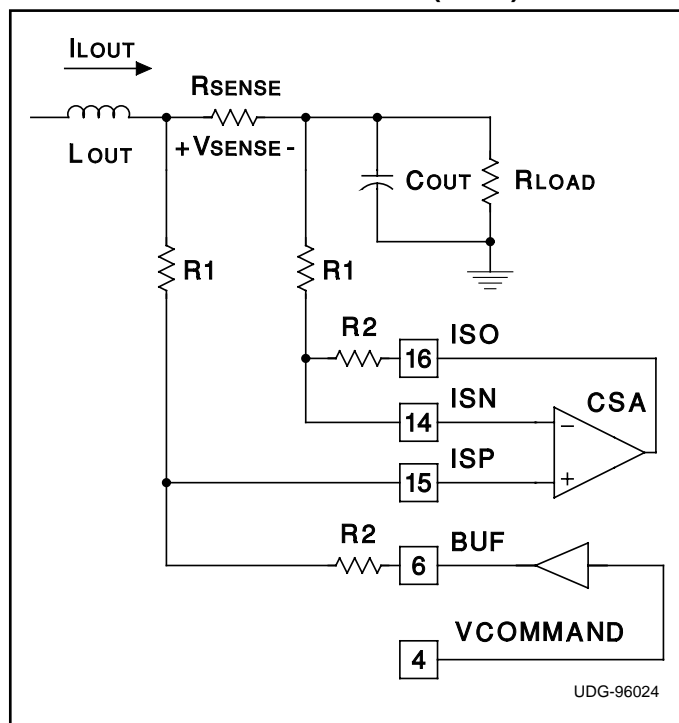 ILOUT
RSENSE
LOUT
+VSENSE-
COUT
RLOAD
R1
R1
R2
ISO
16
ISN
CSA
14
–
ISP
15
+
R2
BUF
6
VCOMMAND
4
UDG-96024